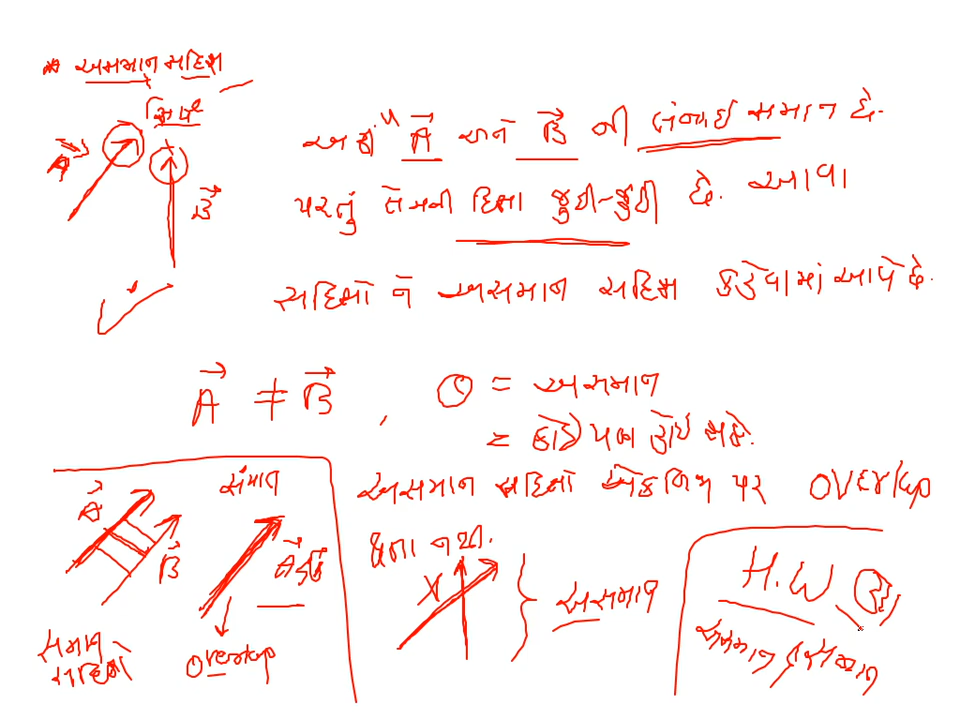 * અસમાન સદિશ
A
B
અહીં A અને B ની લંબાઈ સમાન છે.
પરંતું તેમની દિશા જુદી-જુદી છે. આવા
સદિશો ને અસમાન સદિશ કહેવામાં આવે છે.
A ≠ B , θ = અસમાન
= કોઈ પણ હોઈ શકે.
અસમાન સદિશો એકબિજા પર OVERlap
થતા નથી.
A
B
સમાન
સદિશો
સમાન
A
Overlap
અસમાન
H.W
અસમાન